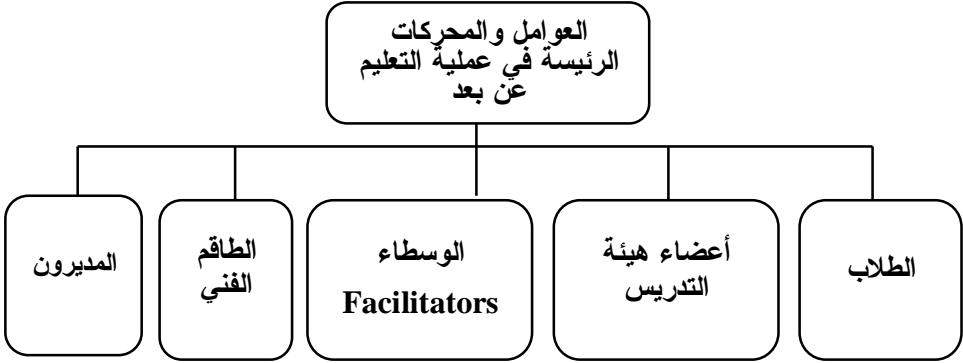 العوامل والمحركات
الرئيسة في عملية التعليم
عن بعد
الطلاب
أعضاء هيئة
التدريس
الوسطاء
Facilitators
الطاقم
الفني
المديرون